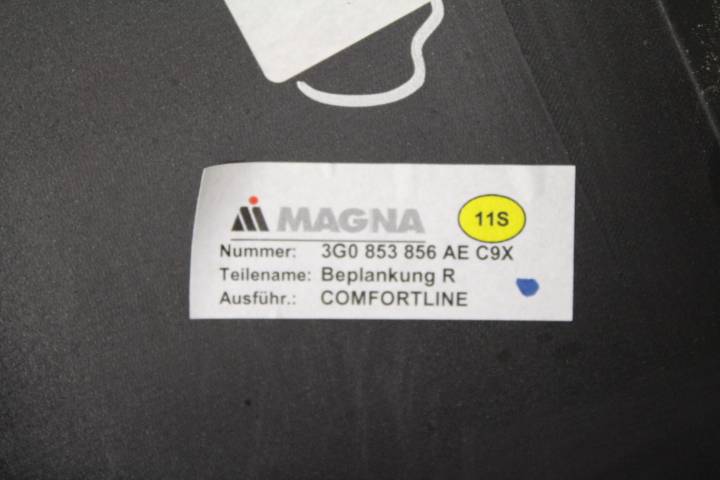 MAGNA 11S
Nummer: 3G0 853 856 AE C9X
Teilename: Beplankung R
Ausführ.: COMFORTLINE